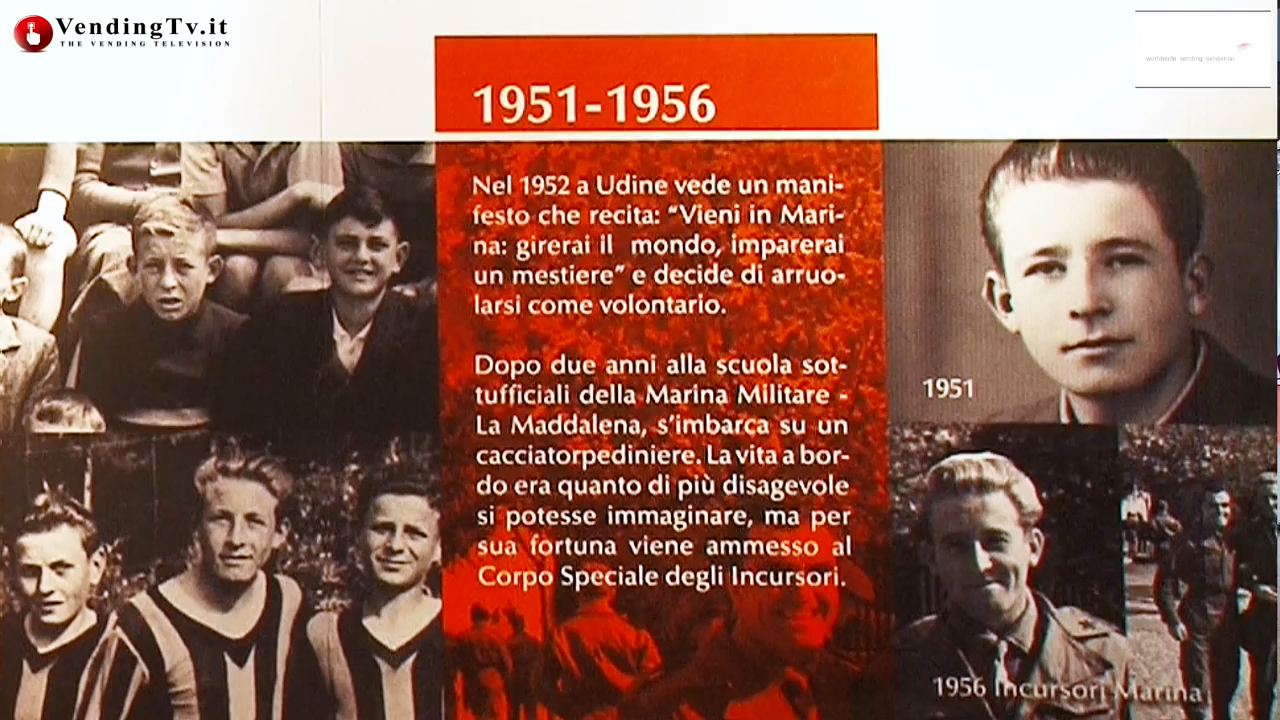 VendingTv.it
THE VENDING TELEVISION
worldwide vending exhibition
1951-1956
Nel 1952 a Udine vede un mani-
festo che recita: "Vieni in Mari-
na: girerai il mondo, imparerai
un mestiere" e decide di arruo-
larsi come volontario.
Dopo due anni alla scuola sot-
tufficiali della Marina Militare -
La Maddalena, s'imbarca su un
cacciatorpediniere. La vita a bor-
do era quanto di più disagevole
si potesse immaginare, ma per
sua fortuna viene ammesso al
Corpo Speciale degli Incursori.
1951
1956 Incursori Marina